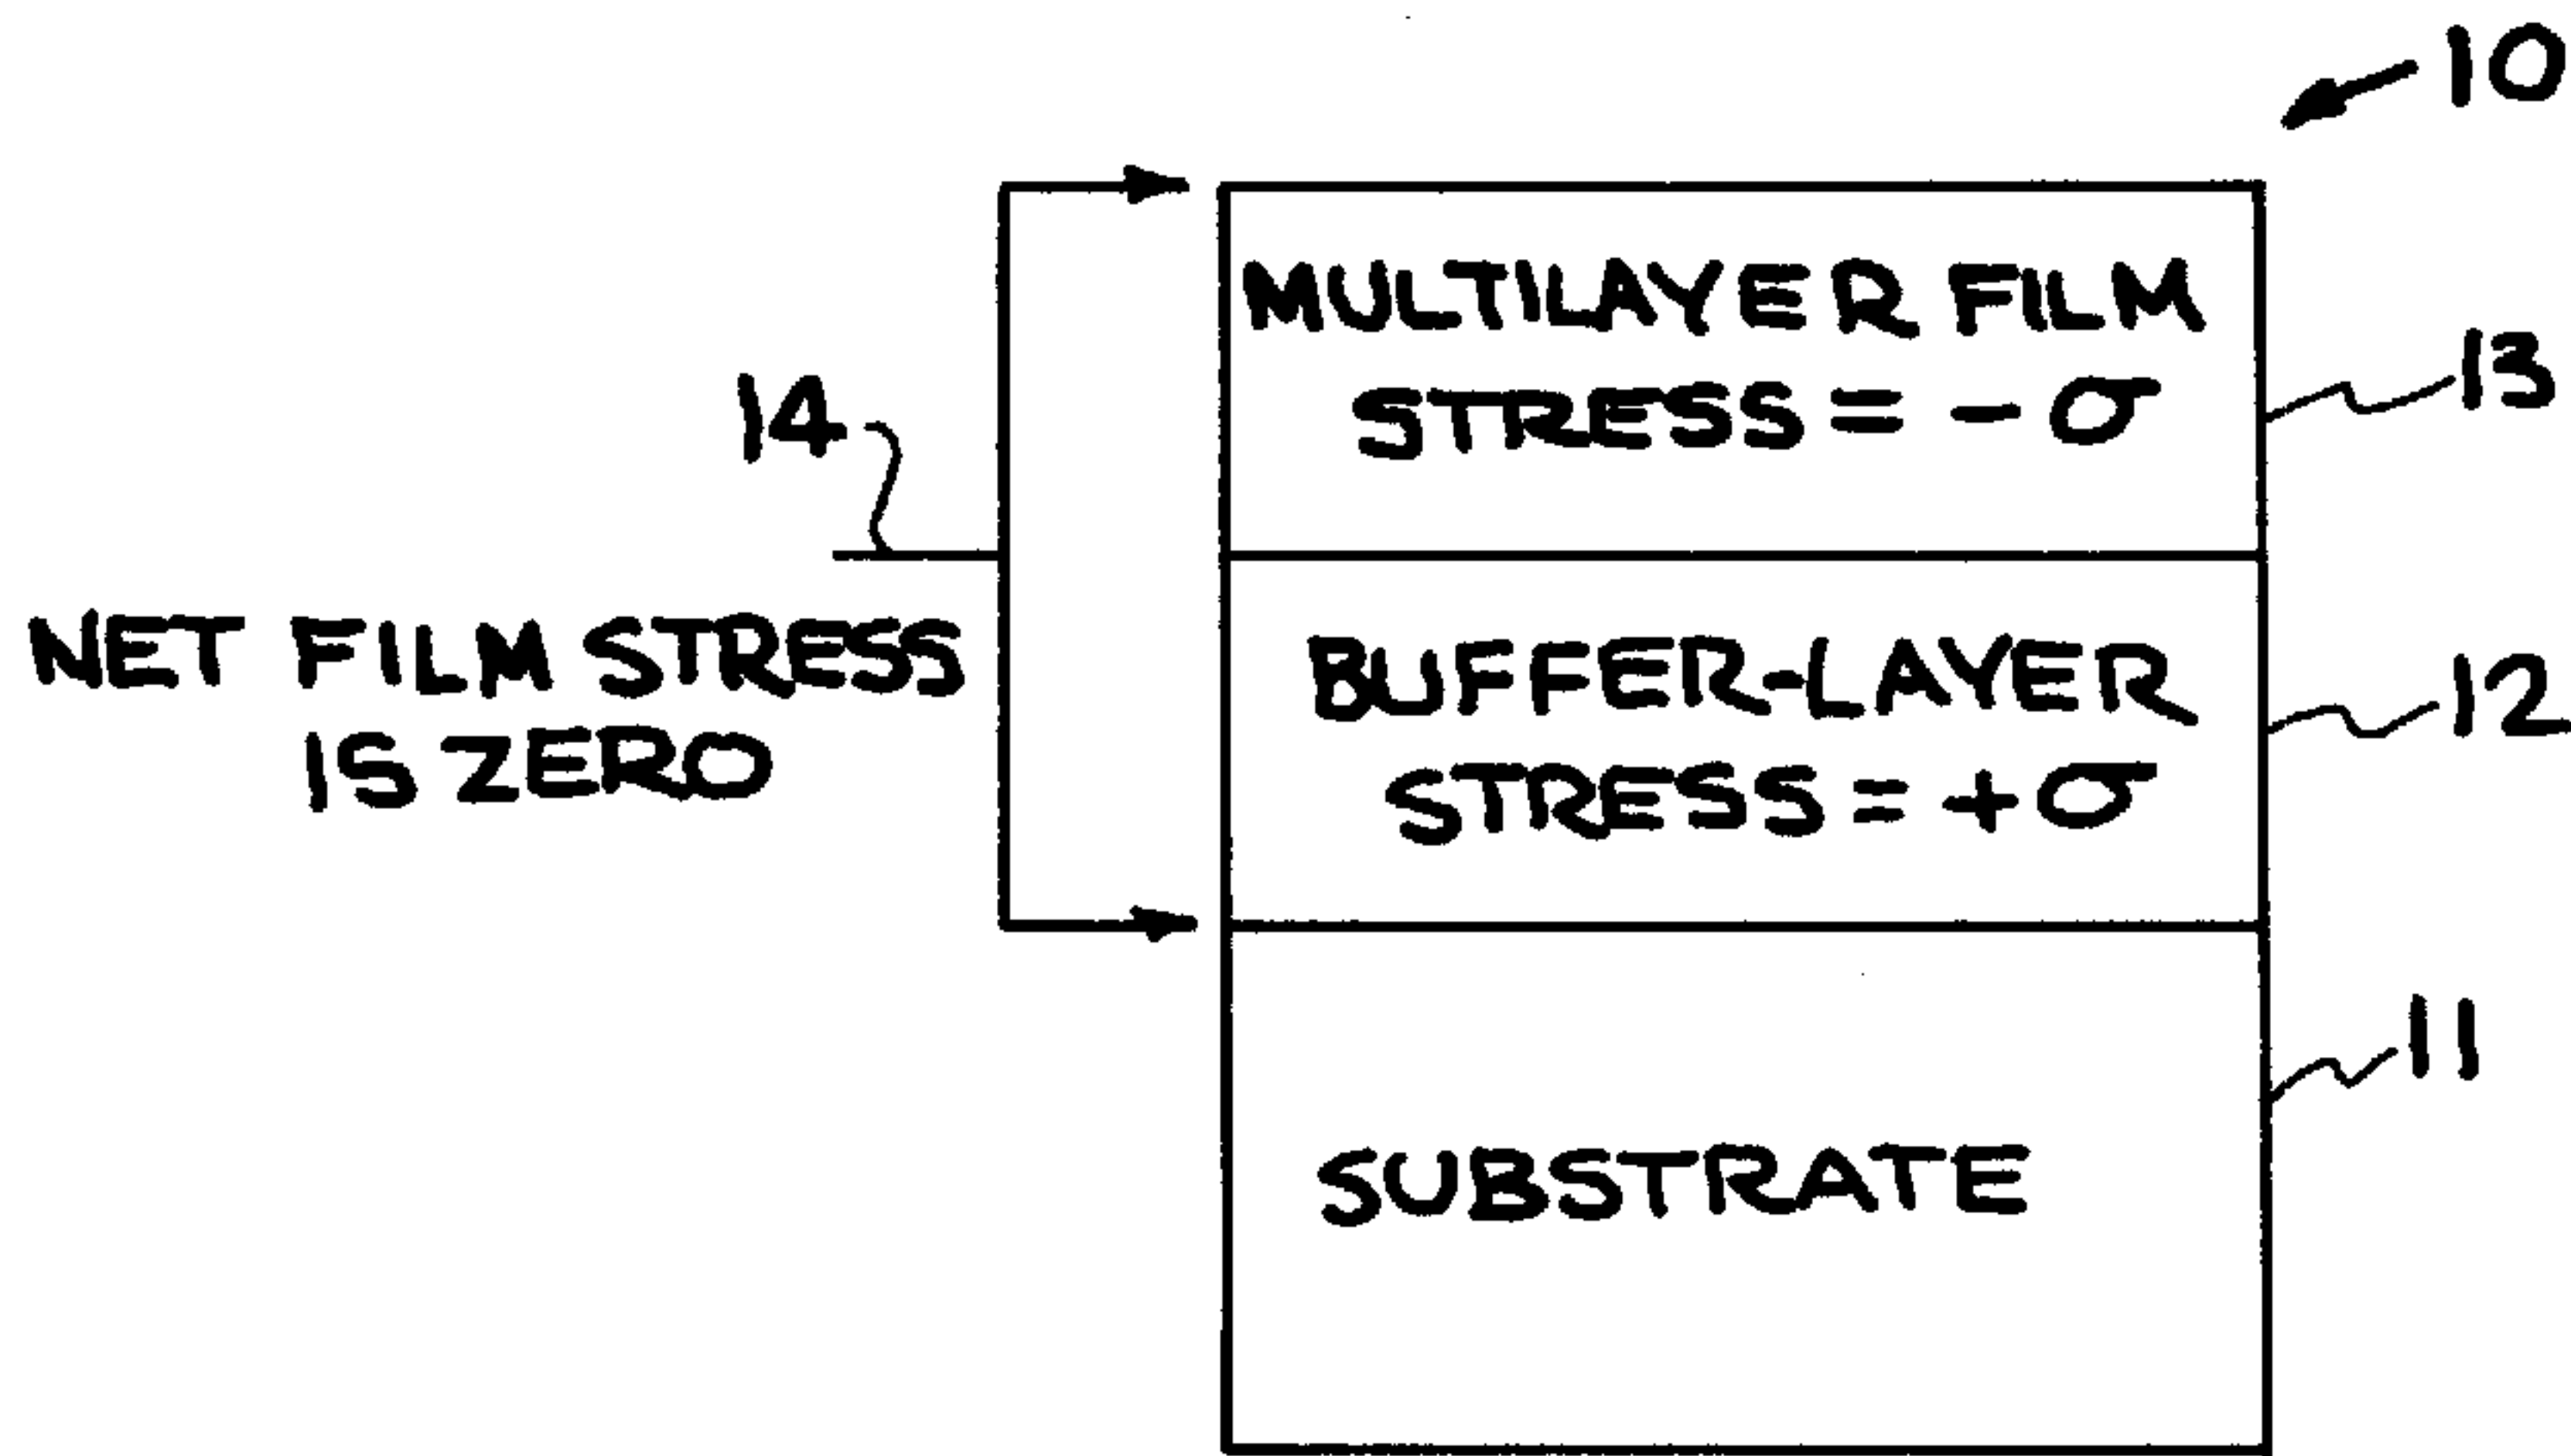 10
MULTILAYER FILM
STRESS = - σ
13
14
NET FILM STRESS
IS ZERO
BUFFER-LAYER
STRESS = + σ
12
11
SUBSTRATE